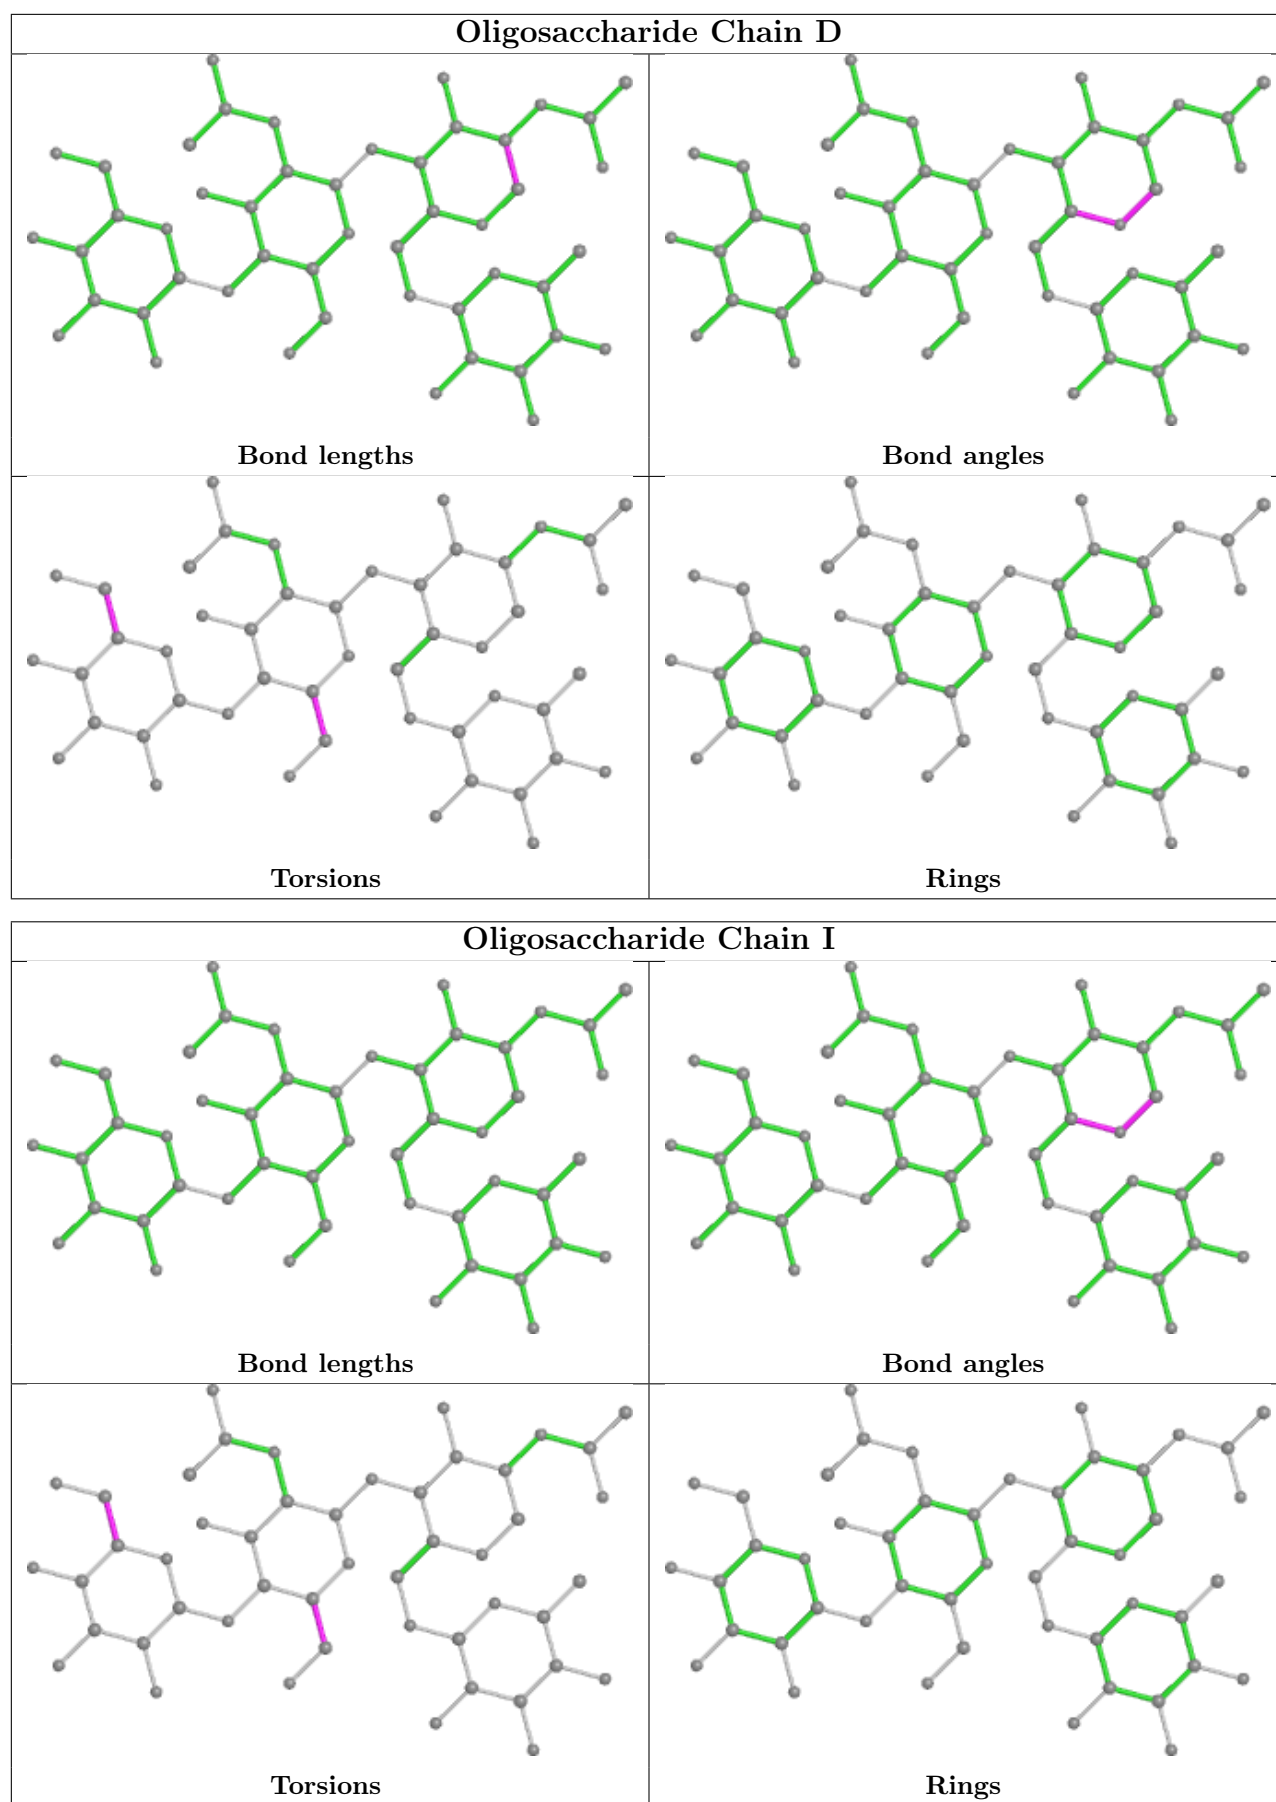 Oligosaccharide Chain D
Bond lengths
Bond angles
Torsions
Rings
Oligosaccharide Chain I
Bond lengths
Bond angles
Torsions
Rings